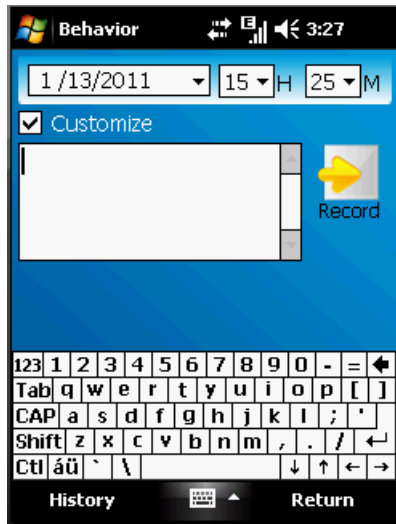 Behavior E 3:27
1 /13/2011 15 H 25 M
Customize
Record
123 1 2 3 4 5 6 7 8 9 0 - =
Tab q w e r t y u i o p [ ]
CAP a s d f g h j k l ; '
Shift z x c v b n m , . /
Ctl áü ` \
History Return